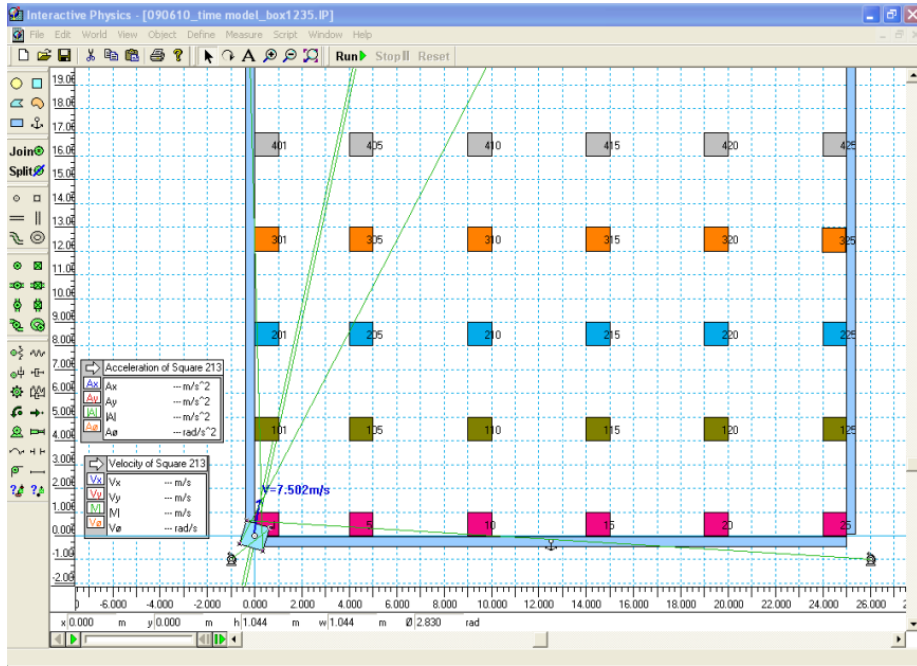 Interactive Physics - [090610_time model_box1235.IP]
File Edit World View Object Define Measure Script Window Help
A Run Stop Reset
Join
Split
19.00
18.00
17.00
401 405 410 415 420 425
16.00
15.00
14.00
13.00
301 305 310 315 320 325
12.00
11.00
10.00
9.000
201 205 210 215 220 225
8.000
7.000
6.000
5.000
101 105 110 115 120 125
4.000
3.000
2.000
1.000
0.000
-1.00
-2.00
Acceleration of Square 213
Ax Ax --- m/s^2
Ay Ay --- m/s^2
|A| |A| --- m/s^2
Aø Aø --- rad/s^2
Velocity of Square 213
Vx Vx --- m/s
Vy Vy --- m/s
|V| |V| --- m/s
Vø Vø --- rad/s
V=7.502m/s
5 10 15 20 25
-6.000 -4.000 -2.000 0.000 2.000 4.000 6.000 8.000 10.000 12.000 14.000 16.000 18.000 20.000 22.000 24.000 26.000
x 0.000 m y 0.000 m h 1.044 m w 1.044 m Ø 2.830 rad